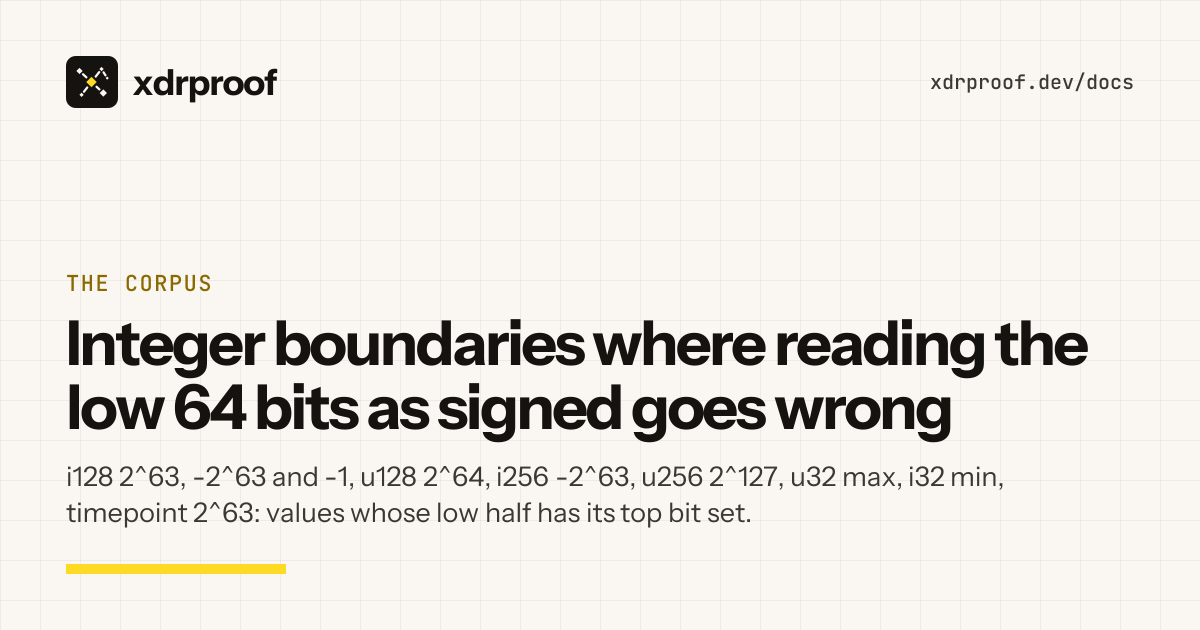 xdrproof
xdrproof.dev/docs
THE CORPUS
Integer boundaries where reading the
low 64 bits as signed goes wrong
i128 2^63, -2^63 and -1, u128 2^64, i256 -2^63, u256 2^127, u32 max, i32 min,
timepoint 2^63: values whose low half has its top bit set.